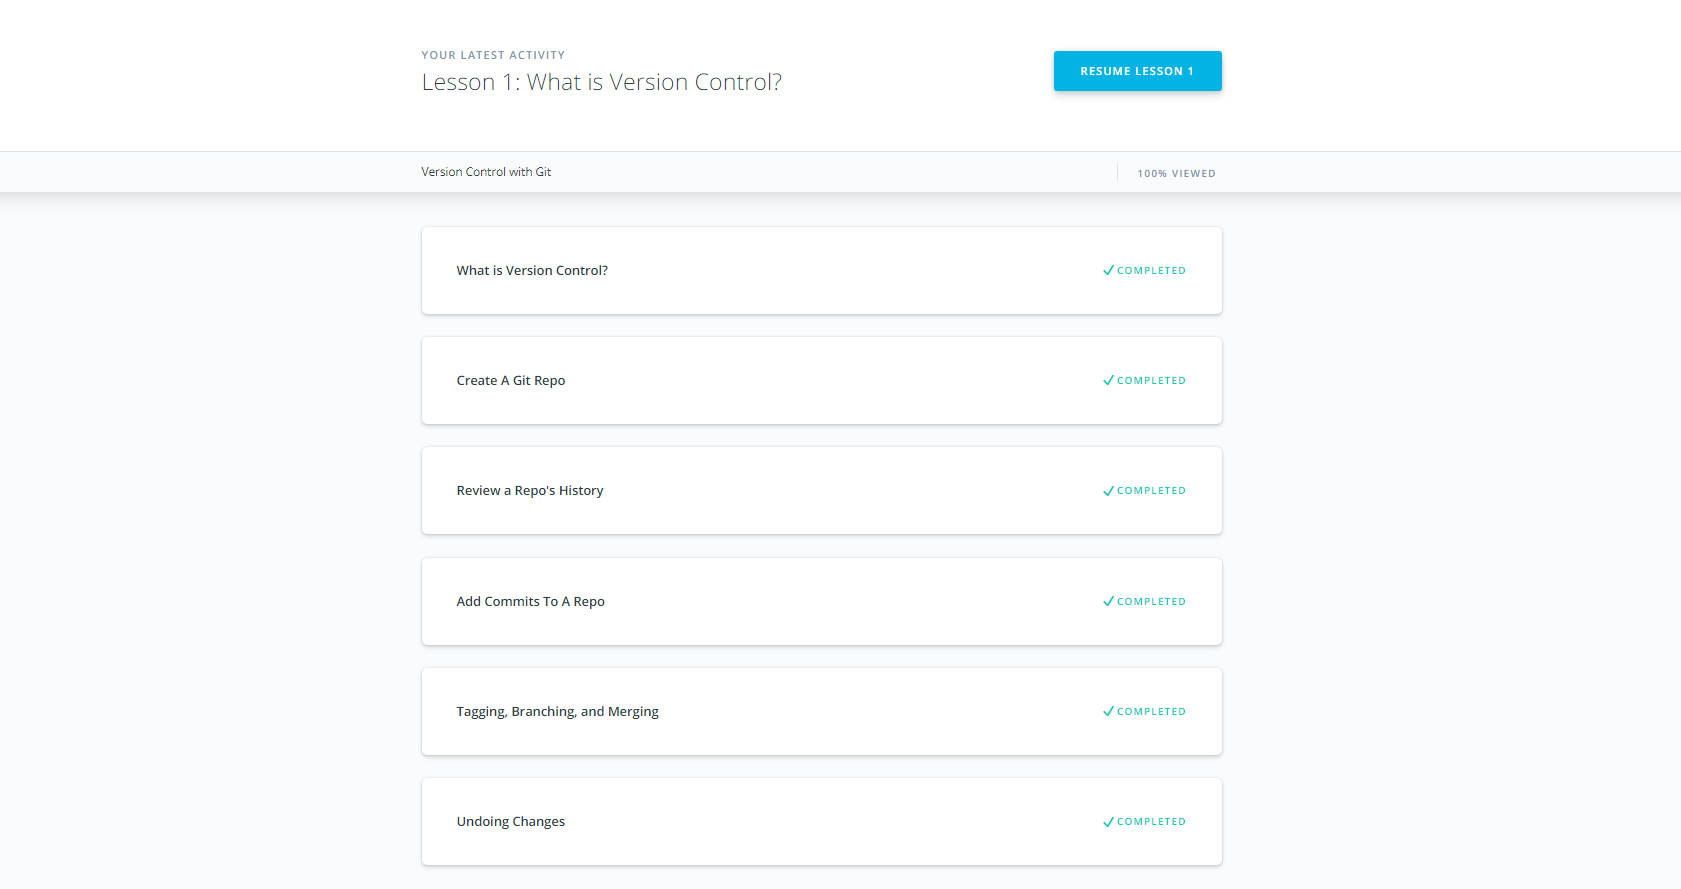 YOUR LATEST ACTIVITY
Lesson 1: What is Version Control?
RESUME LESSON 1
Version Control with Git
100% VIEWED
What is Version Control?
COMPLETED
Create A Git Repo
COMPLETED
Review a Repo's History
COMPLETED
Add Commits To A Repo
COMPLETED
Tagging, Branching, and Merging
COMPLETED
Undoing Changes
COMPLETED